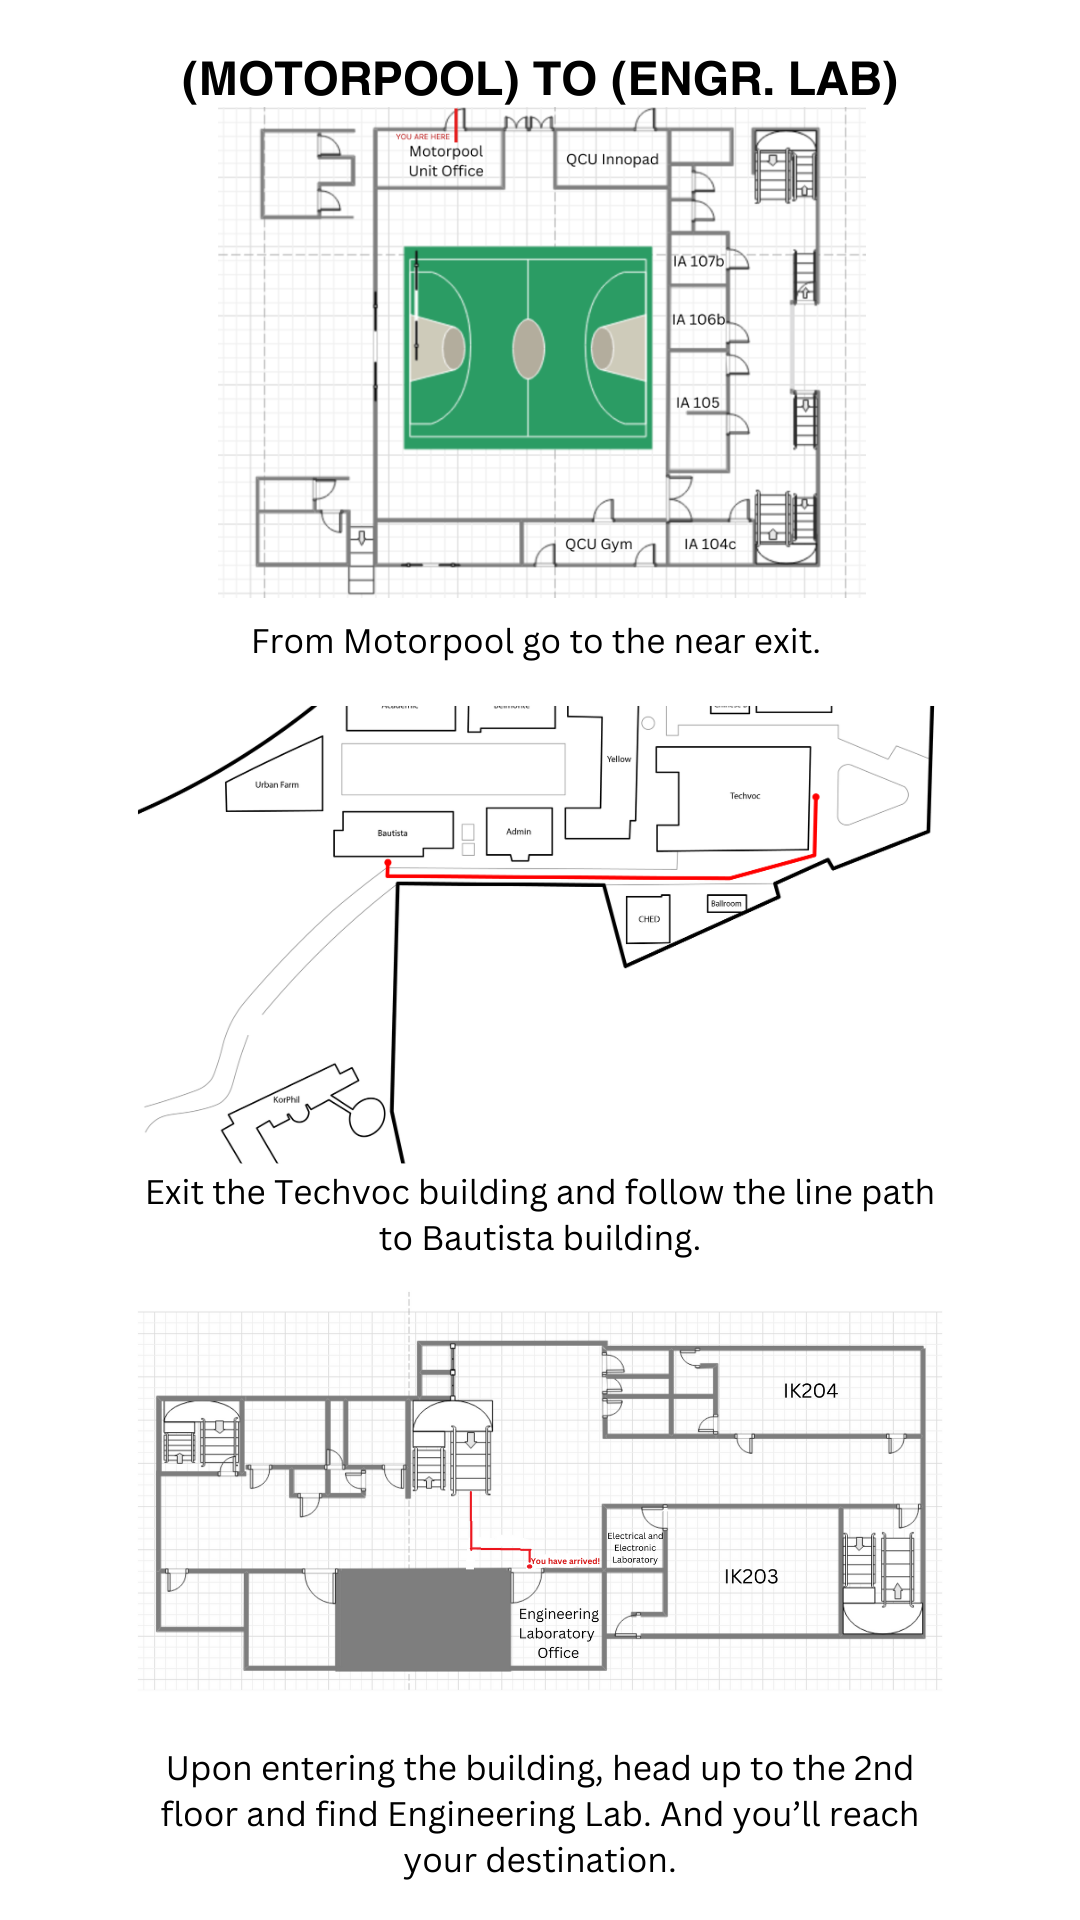 (MOTORPOOL) TO (ENGR. LAB)
YOU ARE HERE
Motorpool
Unit Office
QCU Innopad
IA 107b
IA 106b
IA 105
QCU Gym
IA 104c
From Motorpool go to the near exit.
Academic
Belmonte
Urban Farm
Yellow
Techvoc
Bautista
Admin
CHED
Ballroom
KorPhil
Exit the Techvoc building and follow the line path
to Bautista building.
IK204
Electrical and
Electronic
Laboratory
You have arrived!
IK203
Engineering
Laboratory
Office
Upon entering the building, head up to the 2nd
floor and find Engineering Lab. And you’ll reach
your destination.